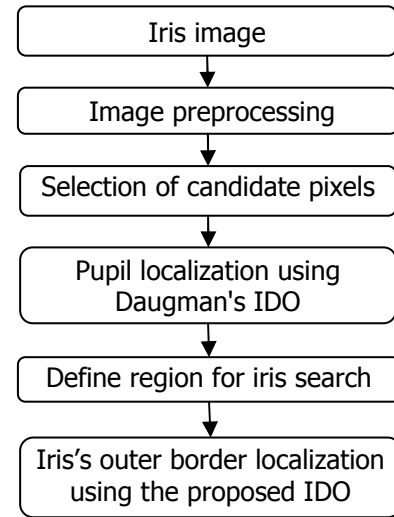 Iris image
Image preprocessing
Selection of candidate pixels
Pupil localization using
Daugman's IDO
Define region for iris search
Iris’s outer border localization
using the proposed IDO